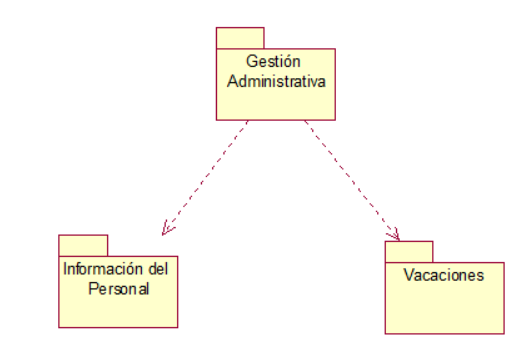 Gestión
Administrativa
Información del
Personal
Vacaciones